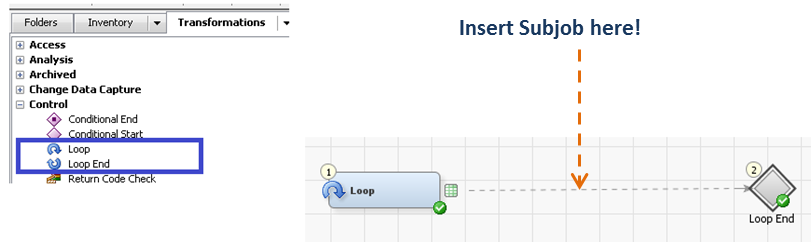 Folders
Inventory
Transformations
Access
Analysis
Archived
Change Data Capture
Control
Conditional End
Conditional Start
Loop
Loop End
Return Code Check
Insert Subjob here!
1
Loop
2
Loop End